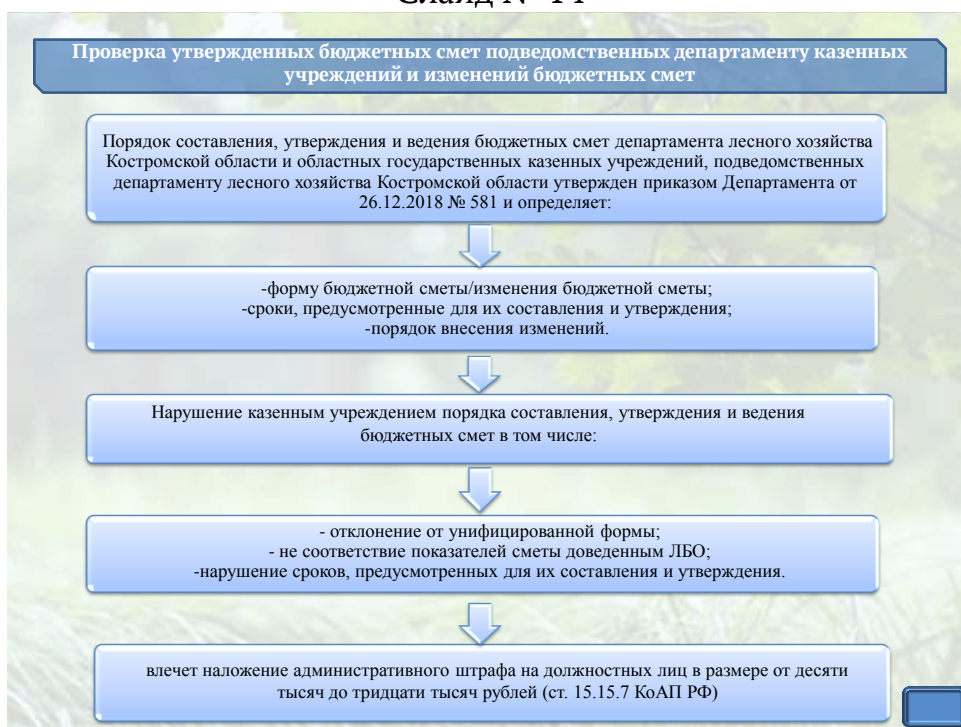 Проверка утвержденных бюджетных смет подведомственных департаменту казенных
учреждений и изменений бюджетных смет
Порядок составления, утверждения и ведения бюджетных смет департамента лесного хозяйства
Костромской области и областных государственных казенных учреждений, подведомственных
департаменту лесного хозяйства Костромской области утвержден приказом Департамента от
26.12.2018 № 581 и определяет:
-форму бюджетной сметы/изменения бюджетной сметы;
-сроки, предусмотренные для их составления и утверждения;
-порядок внесения изменений.
Нарушение казенным учреждением порядка составления, утверждения и ведения
бюджетных смет в том числе:
- отклонение от унифицированной формы;
- не соответствие показателей сметы доведенным ЛБО;
-нарушение сроков, предусмотренных для их составления и утверждения.
влечет наложение административного штрафа на должностных лиц в размере от десяти
тысяч до тридцати тысяч рублей (ст. 15.15.7 КоАП РФ)